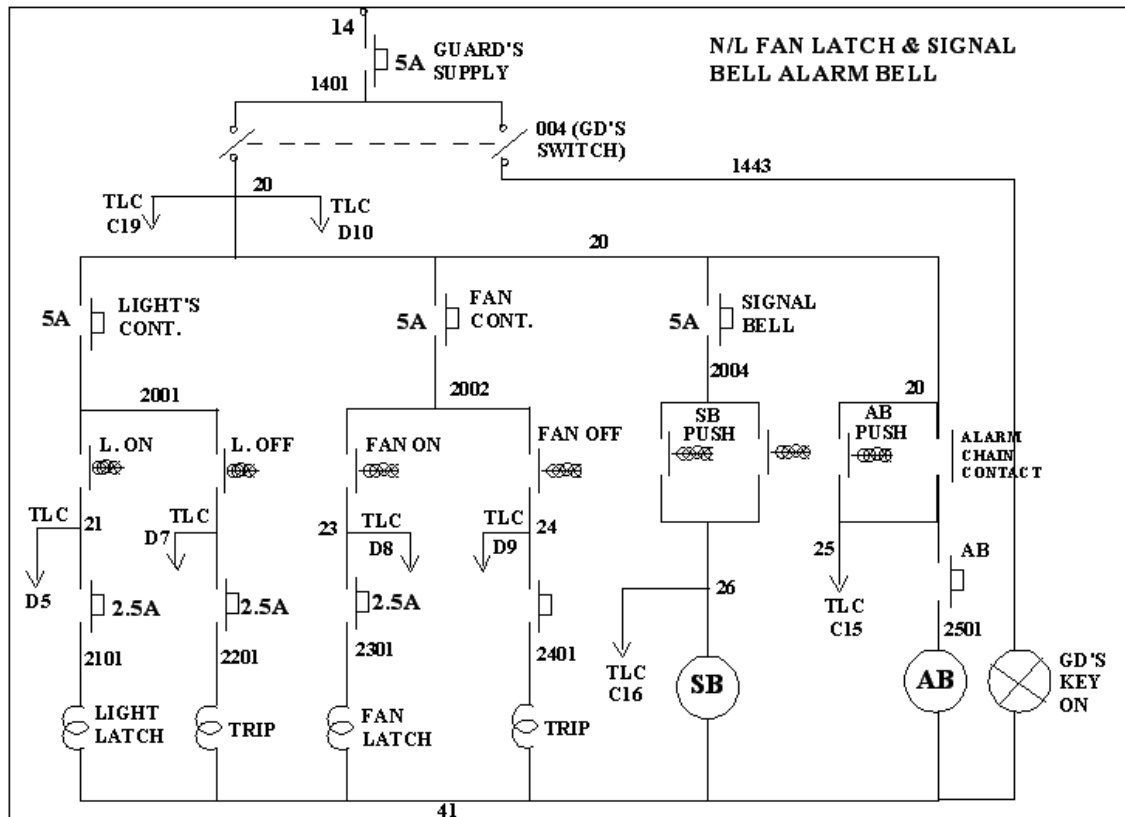 14
N/L FAN LATCH & SIGNAL
BELL ALARM BELL
5A
GUARD'S
SUPPLY
1401
004 (GD'S
SWITCH)
1443
20
TLC
C19
TLC
D10
20
5A
LIGHT'S
CONT.
5A
FAN
CONT.
5A
SIGNAL
BELL
2001
2002
2004
20
L. ON
L. OFF
FAN ON
FAN OFF
SB
PUSH
AB
PUSH
ALARM
CHAIN
CONTACT
TLC
21
TLC
D7
23
TLC
D8
TLC
D9
24
25
AB
D5
2.5A
2.5A
2.5A
26
TLC
C15
2101
2201
2301
2401
2501
TLC
C16
SB
AB
GD'S
KEY
ON
LIGHT
LATCH
TRIP
FAN
LATCH
TRIP
41